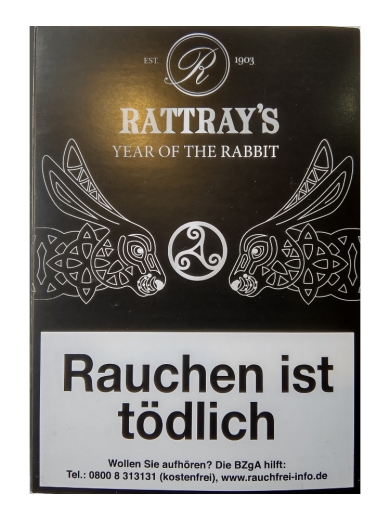 EST. R 1903
RATTRAY'S
YEAR OF THE RABBIT
Rauchen ist
tödlich
Wollen Sie aufhören? Die BZgA hilft:
Tel.: 0800 8 313131 (kostenfrei), www.rauchfrei-info.de